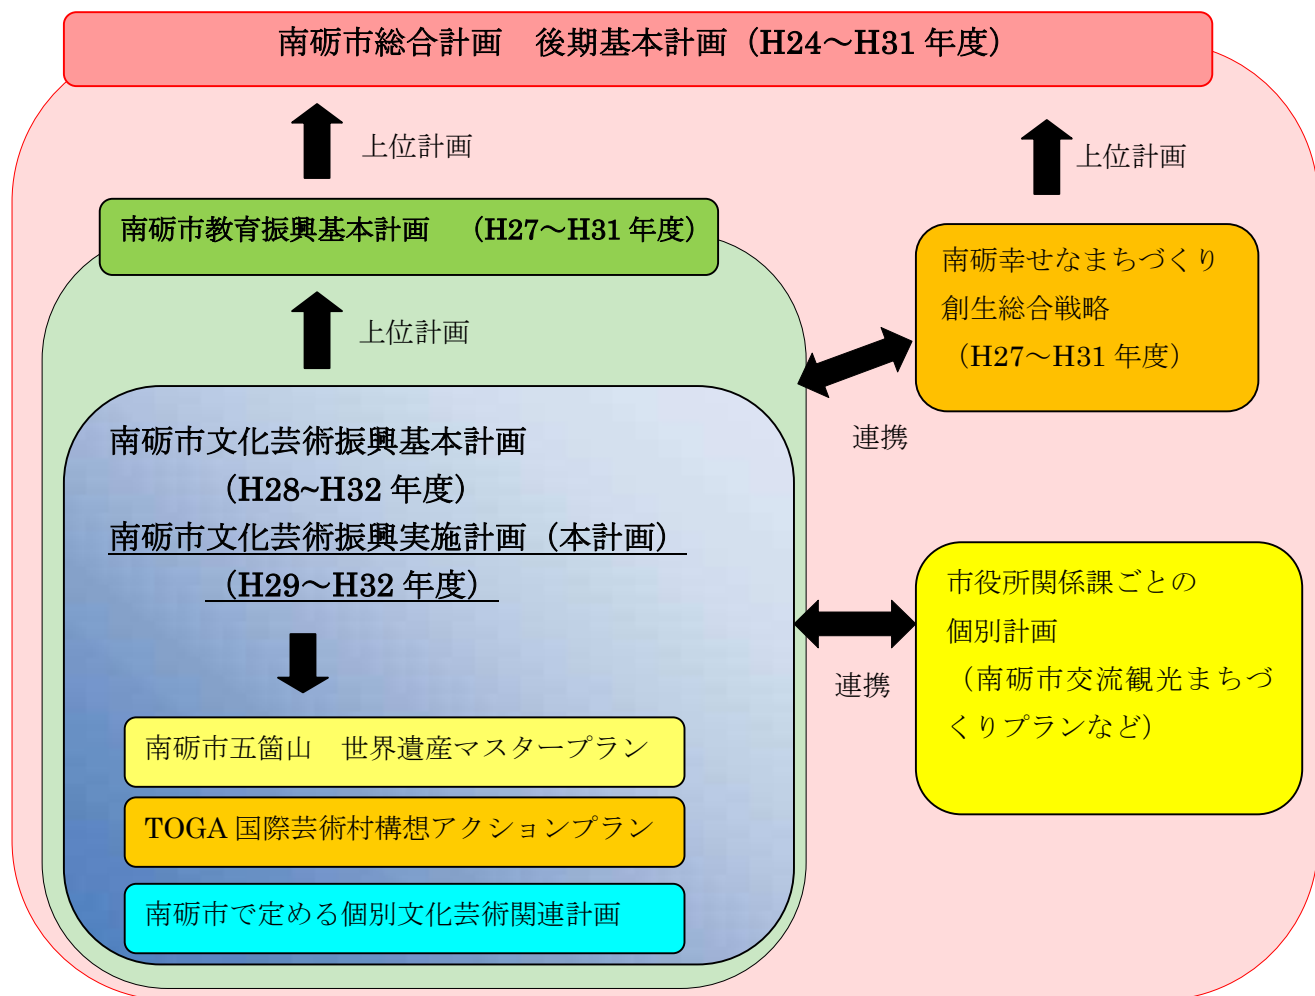 南砺市総合計画　後期基本計画（H24～H31 年度）
上位計画
上位計画
南砺市教育振興基本計画　（H27～H31 年度）
上位計画
南砺幸せなまちづくり
創生総合戦略
（H27～H31 年度）
連携
南砺市文化芸術振興基本計画
（H28~H32 年度）
南砺市文化芸術振興実施計画（本計画）
（H29～H32 年度）
連携
市役所関係課ごとの
個別計画
（南砺市交流観光まちづ
くりプランなど）
南砺市五箇山　世界遺産マスタープラン
TOGA 国際芸術村構想アクションプラン
南砺市で定める個別文化芸術関連計画